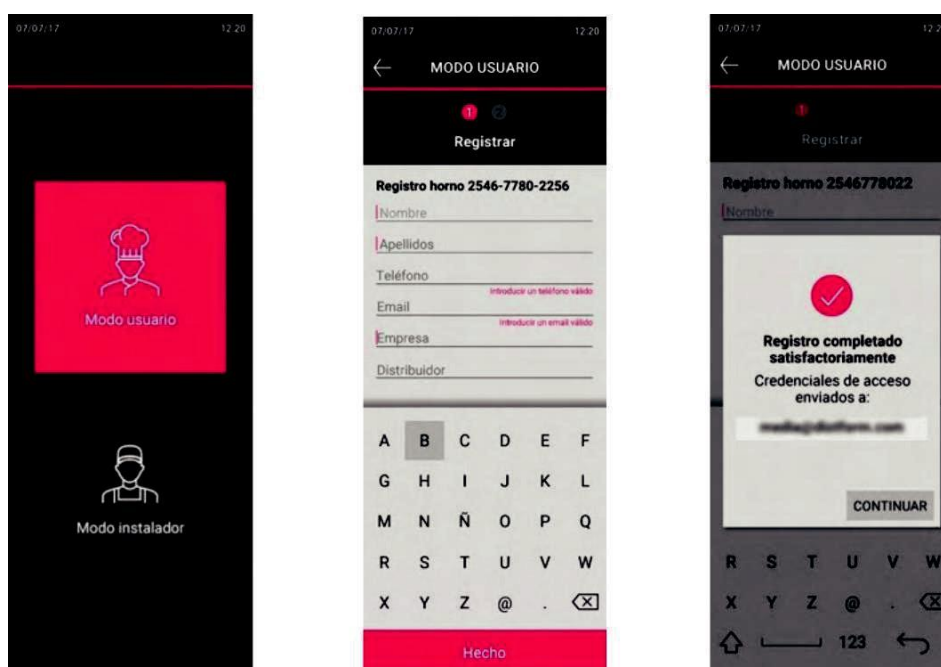 07/07/17 12:20
Modo usuario
Modo instalador
07/07/17 12:20
MODO USUARIO
1 2
Registrar
Registro horno 2546-7780-2256
Nombre
Apellidos
Teléfono
Introducir un teléfono válido
Email
Introducir un email válido
Empresa
Distribuidor
A B C D E F
G H I J K L
M N Ñ O P Q
R S T U V W
X Y Z @ .
Hecho
07/07/17 12:2
MODO USUARIO
1
Registrar
Registro horno 2546778022
Nombre
Registro completado
satisfactoriamente
Credenciales de acceso
enviados a:
CONTINUAR
R S T U V W
X Y Z @ .
123